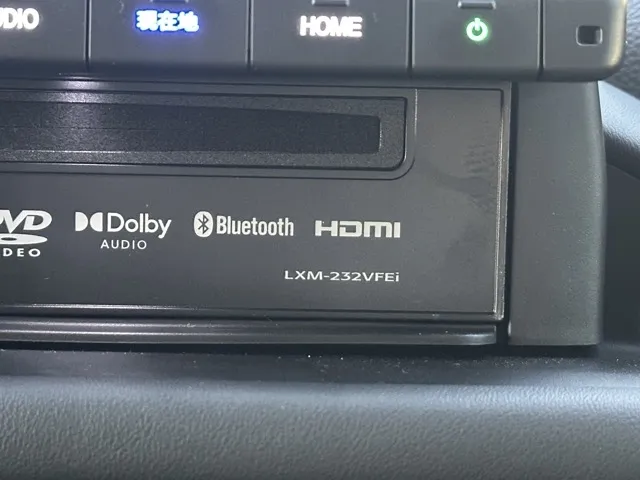 現在地 HOME
Dolby AUDIO
Bluetooth
HDMI
LXM-232VFEi